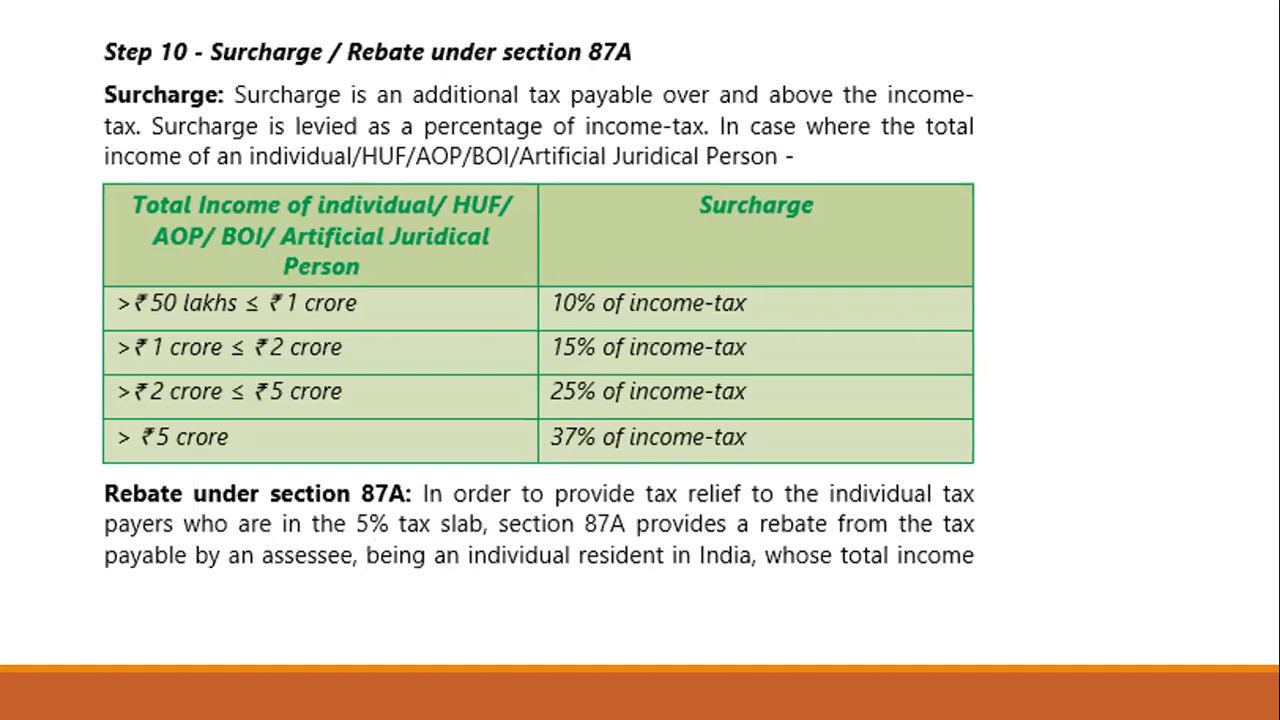 Step 10 - Surcharge / Rebate under section 87A
Surcharge: Surcharge is an additional tax payable over and above the income-
tax. Surcharge is levied as a percentage of income-tax. In case where the total
income of an individual/HUF/AOP/BOI/Artificial Juridical Person -
Total Income of individual/ HUF/
AOP/ BOI/ Artificial Juridical
Person
Surcharge
>₹ 50 lakhs ≤ ₹ 1 crore
10% of income-tax
>₹ 1 crore ≤ ₹ 2 crore
15% of income-tax
>₹ 2 crore ≤ ₹ 5 crore
25% of income-tax
> ₹ 5 crore
37% of income-tax
Rebate under section 87A: In order to provide tax relief to the individual tax
payers who are in the 5% tax slab, section 87A provides a rebate from the tax
payable by an assessee, being an individual resident in India, whose total income